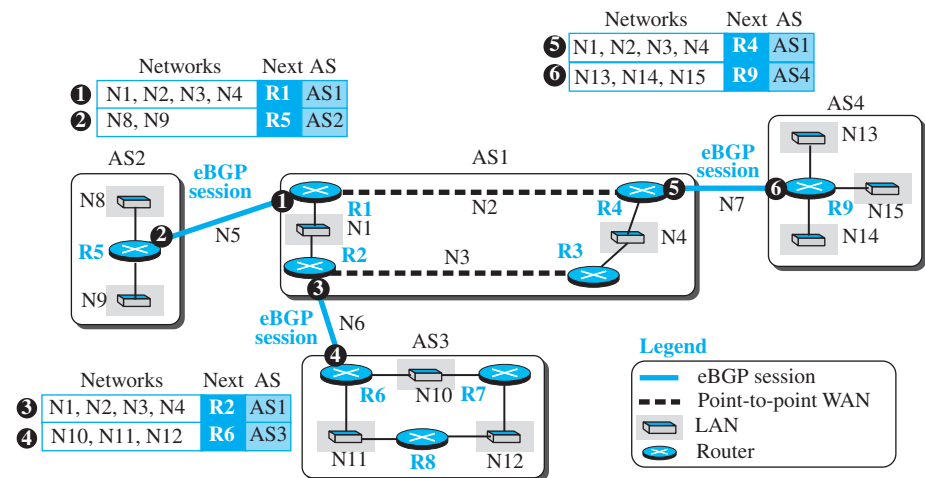 Networks Next AS
5 N1, N2, N3, N4 R4 AS1
6 N13, N14, N15 R9 AS4
Networks Next AS
1 N1, N2, N3, N4 R1 AS1
2 N8, N9 R5 AS2
AS2
N8
R5
2
N9
eBGP
session
N5
AS1
1
R1
N1
R2
3
N2
N3
R4
5
N4
R3
eBGP
session
N7
AS4
N13
6
R9
N15
N14
eBGP
session
N6
4
AS3
R6
N10
R7
N11
R8
N12
Networks Next AS
3 N1, N2, N3, N4 R2 AS1
4 N10, N11, N12 R6 AS3
Legend
eBGP session
Point-to-point WAN
LAN
Router